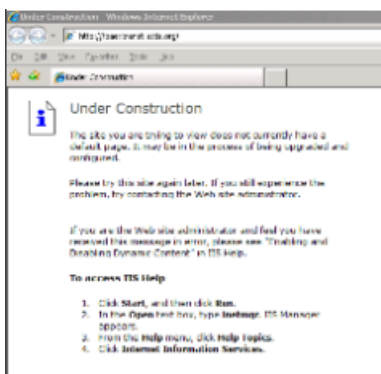 Under Construction - Windows Internet Explorer
Under Construction
Under Construction
The site you are trying to view does not currently have a
default page. It may be in the process of being upgraded and
configured.
Please try this site again later. If you still experience the
problem, try contacting the Web site administrator.
If you are the Web site administrator and feel you have
received this message in error, please see "Enabling and
Disabling Dynamic Content" in IIS Help.
To access IIS Help
1. Click Start, and then click Run.
2. In the Open text box, type inetmgr. IIS Manager
appears.
3. From the Help menu, click Help Topics.
4. Click Internet Information Services.